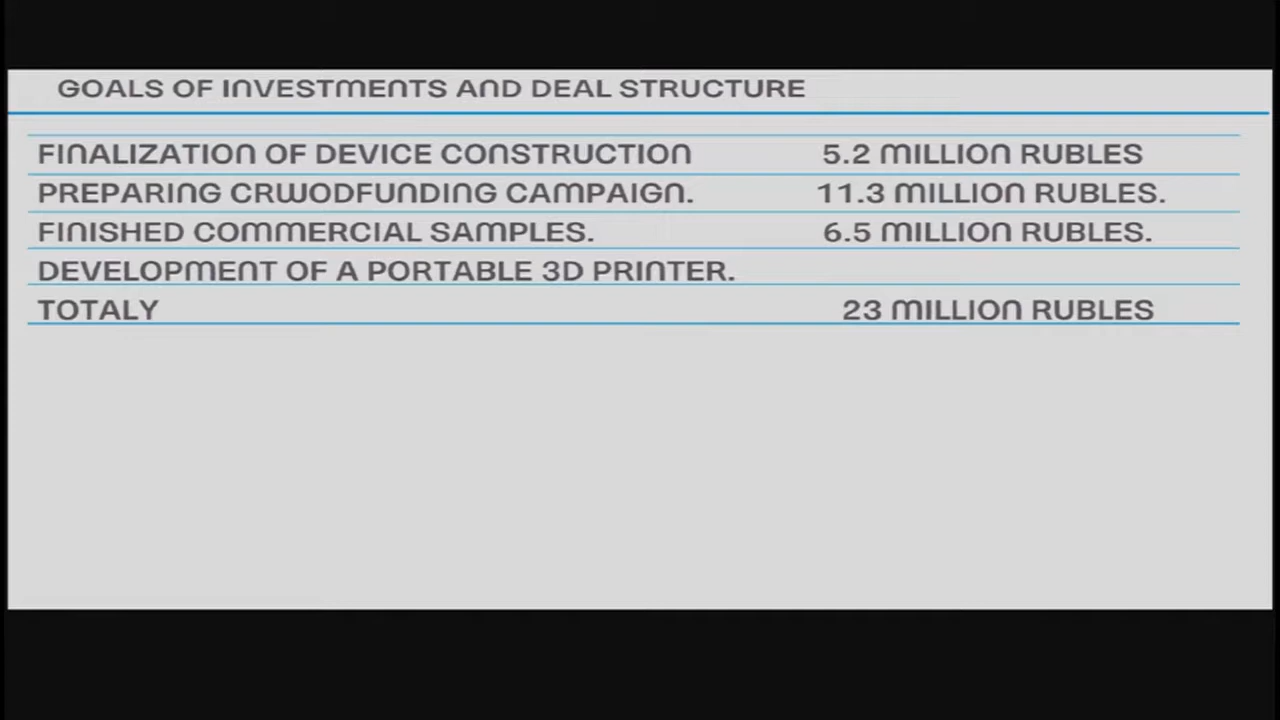 GOALS OF INVESTMENTS AND DEAL STRUCTURE
FINALIZATION OF DEVICE CONSTRUCTION 5.2 MILLION RUBLES
PREPARING CRWODFUNDING CAMPAIGN. 11.3 MILLION RUBLES.
FINISHED COMMERCIAL SAMPLES. 6.5 MILLION RUBLES.
DEVELOPMENT OF A PORTABLE 3D PRINTER.
TOTALY 23 MILLION RUBLES